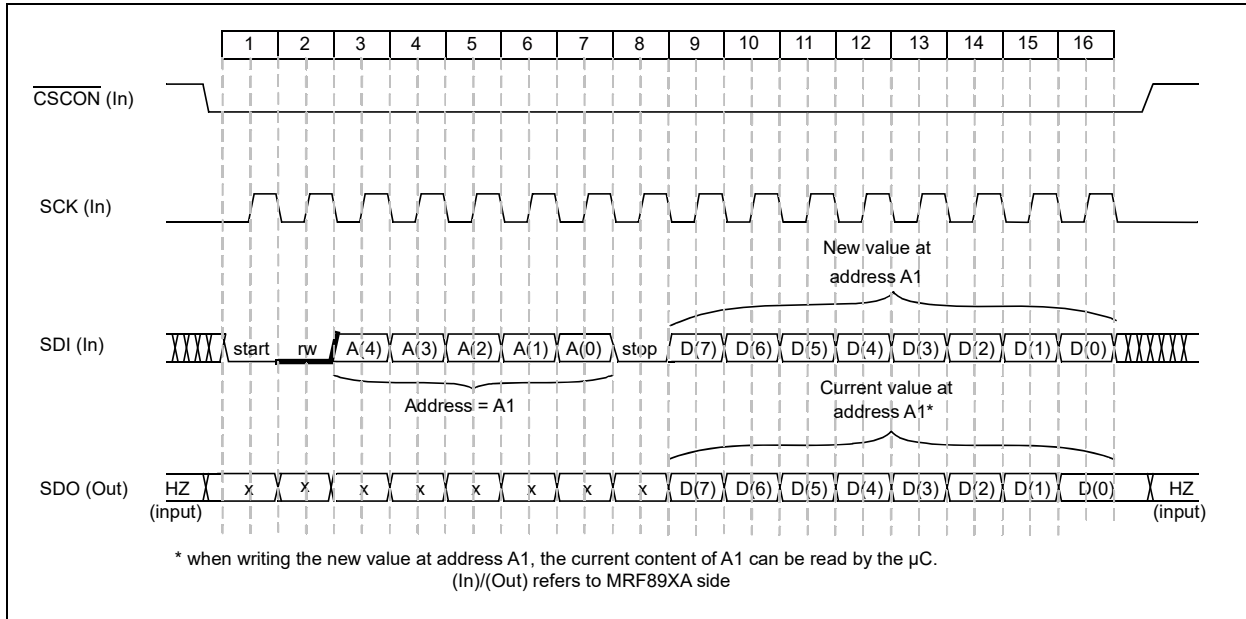 1 2 3 4 5 6 7 8 9 10 11 12 13 14 15 16
CSCON (In)
SCK (In)
New value at
address A1
SDI (In) start rw A(4) A(3) A(2) A(1) A(0) stop D(7) D(6) D(5) D(4) D(3) D(2) D(1) D(0)
Address = A1
Current value at
address A1*
SDO (Out) HZ x x x x x x x x D(7) D(6) D(5) D(4) D(3) D(2) D(1) D(0) HZ
(input) (input)
* when writing the new value at address A1, the current content of A1 can be read by the µC.
(In)/(Out) refers to MRF89XA side